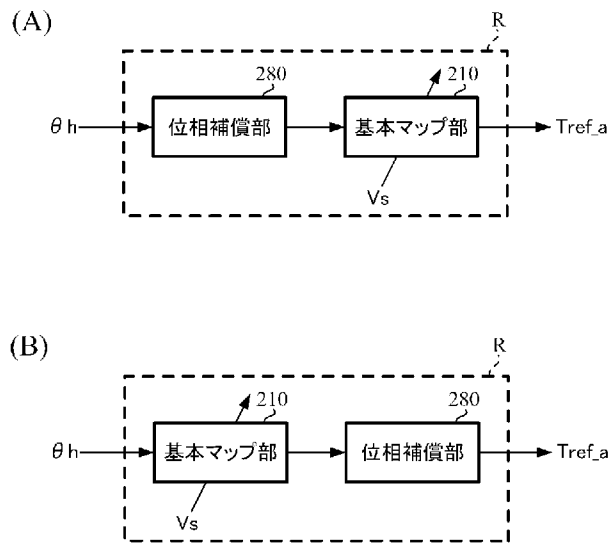 (A)
R
280
210
θh
位相補償部
基本マップ部
Tref_a
Vs
(B)
R
210
280
θh
基本マップ部
位相補償部
Tref_a
Vs